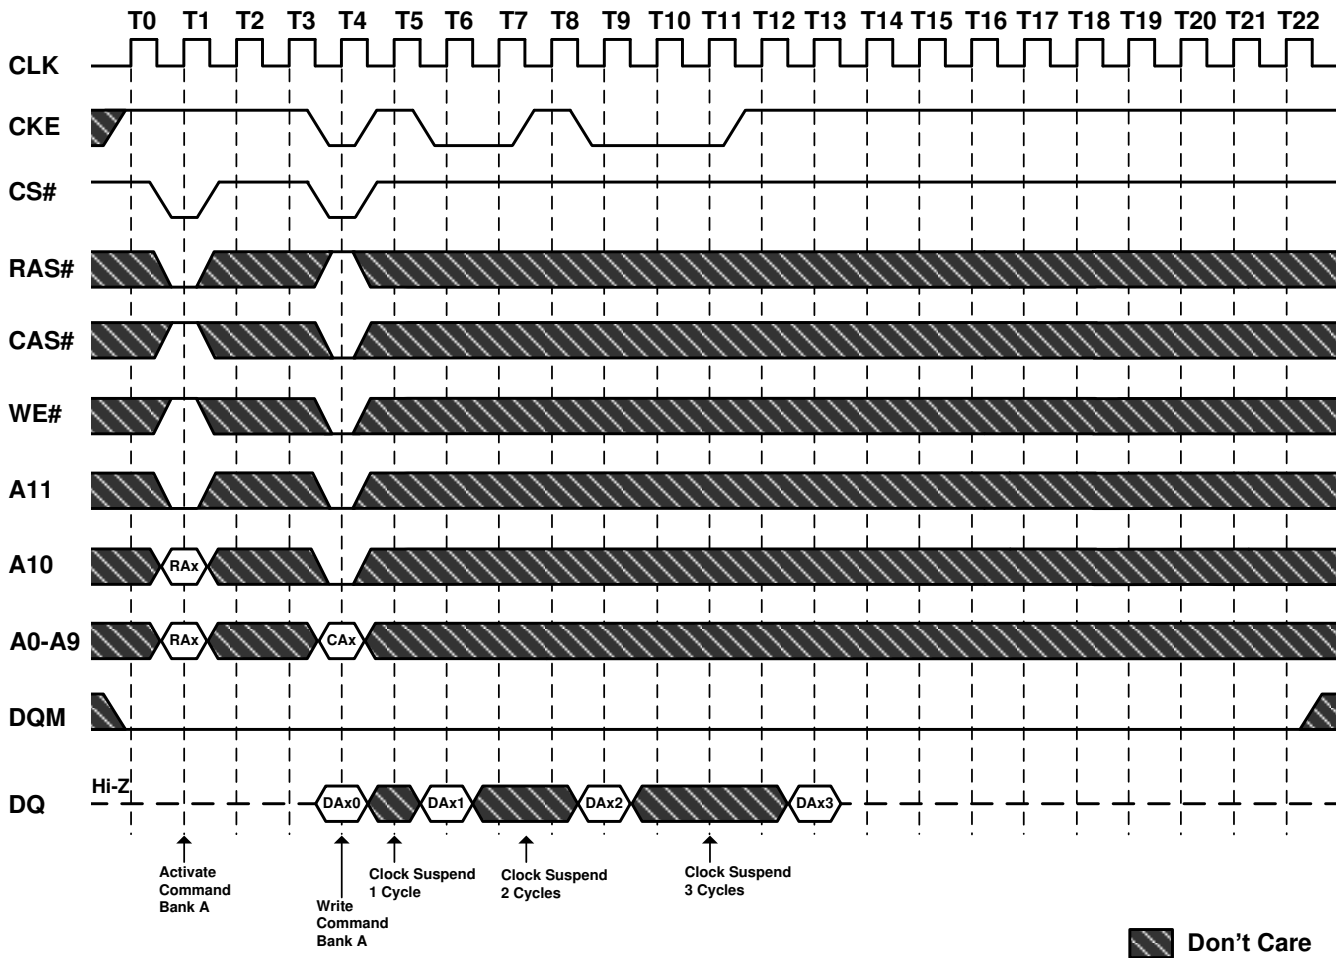 T0 T1 T2 T3 T4 T5 T6 T7 T8 T9 T10 T11 T12 T13 T14 T15 T16 T17 T18 T19 T20 T21 T22
CLK
CKE
CS#
RAS#
CAS#
WE#
A11
A10 RAx
A0-A9 RAx CAx
DQM
Hi-Z
DQ DAx0 DAx1 DAx2 DAx3
Activate
Command
Bank A
Write
Command
Bank A
Clock Suspend
1 Cycle
Clock Suspend
2 Cycles
Clock Suspend
3 Cycles
Don't Care